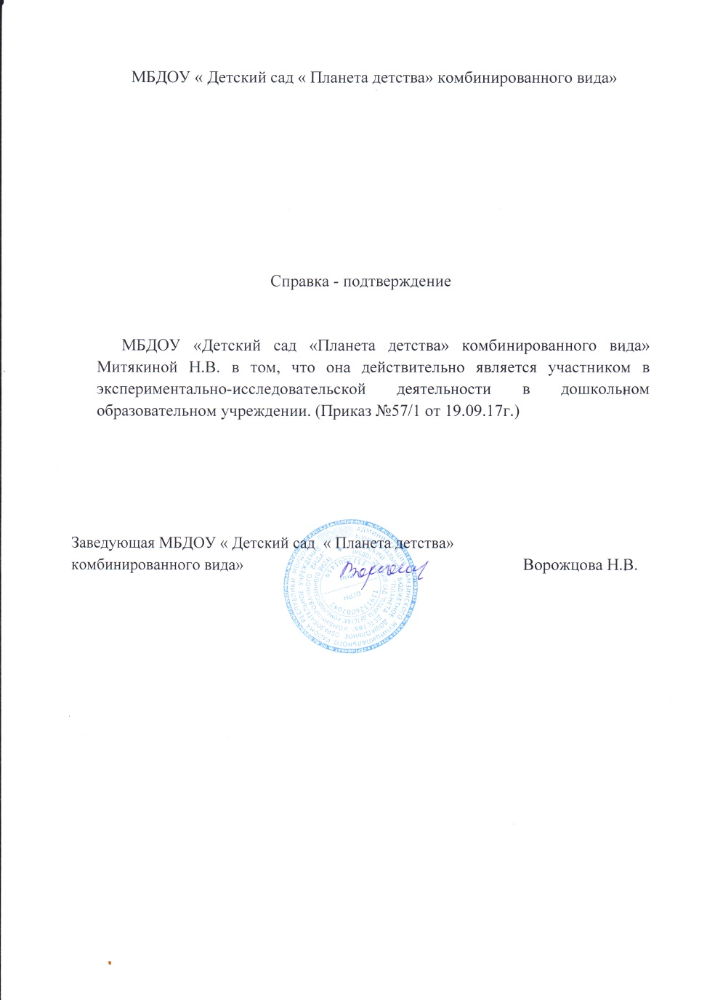 МБДОУ « Детский сад « Планета детства» комбинированного вида»
Справка - подтверждение
МБДОУ «Детский сад «Планета детства» комбинированного вида»
Митякиной Н.В. в том, что она действительно является участником в
экспериментально-исследовательской деятельности в дошкольном
образовательном учреждении. (Приказ №57/1 от 19.09.17г.)
Заведующая МБДОУ « Детский сад « Планета детства»
комбинированного вида» Ворожцова Н.В.